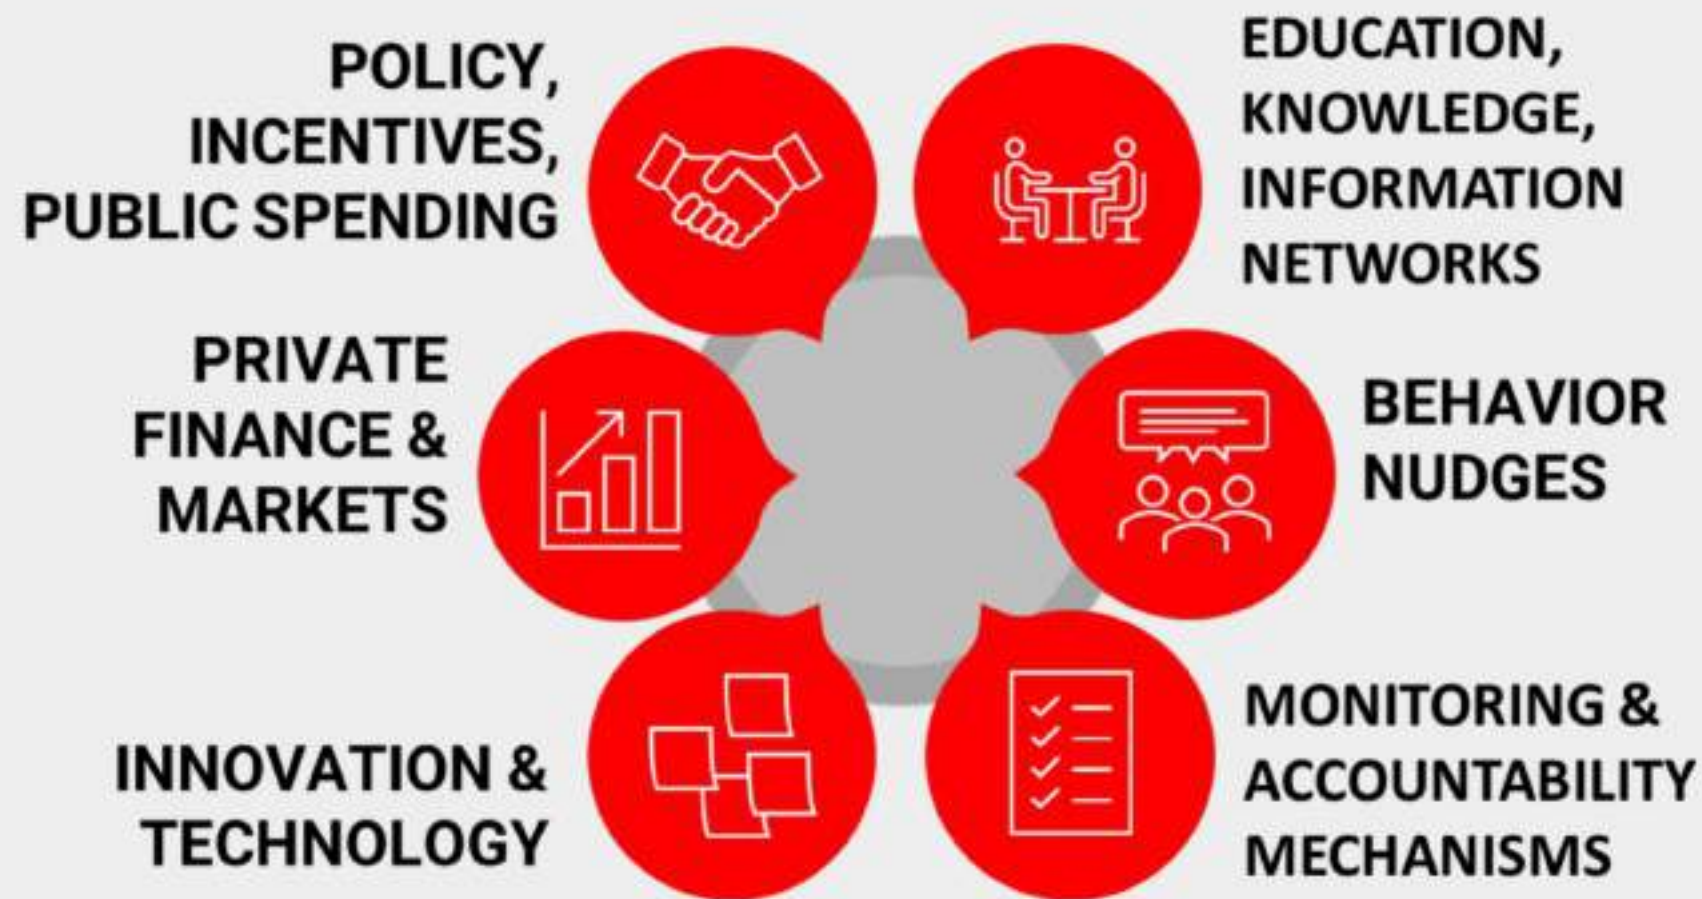 POLICY,
INCENTIVES,
PUBLIC SPENDING
EDUCATION,
KNOWLEDGE,
INFORMATION
NETWORKS
PRIVATE
FINANCE &
MARKETS
BEHAVIOR
NUDGES
INNOVATION &
TECHNOLOGY
MONITORING &
ACCOUNTABILITY
MECHANISMS